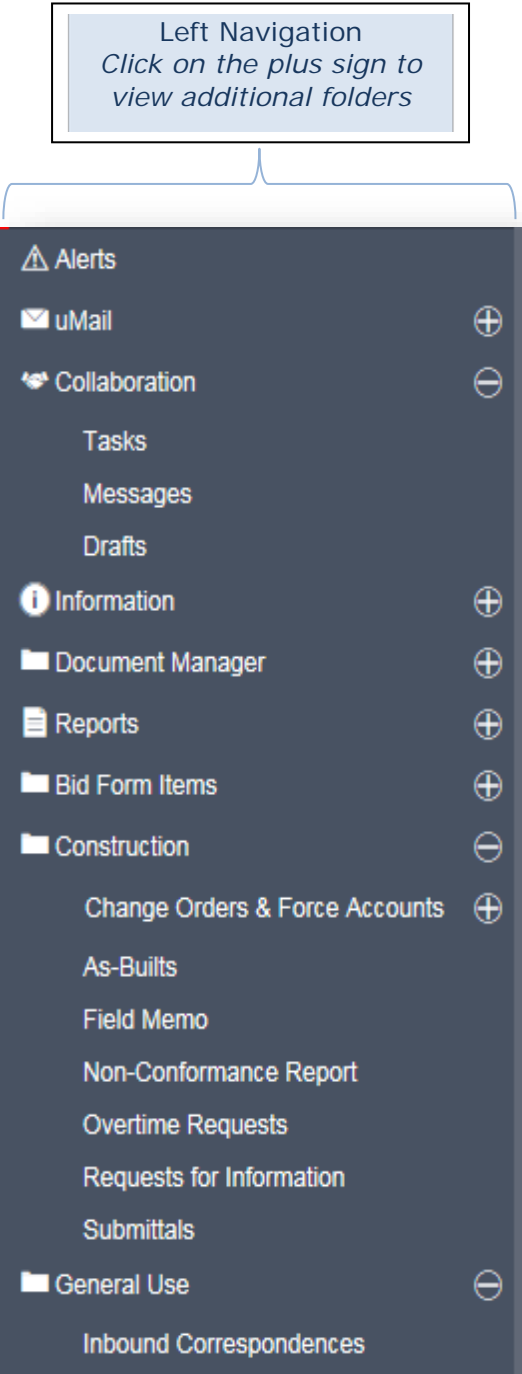 Left Navigation
Click on the plus sign to
view additional folders
Alerts
uMail
Collaboration
Tasks
Messages
Drafts
Information
Document Manager
Reports
Bid Form Items
Construction
Change Orders & Force Accounts
As-Builts
Field Memo
Non-Conformance Report
Overtime Requests
Requests for Information
Submittals
General Use
Inbound Correspondences